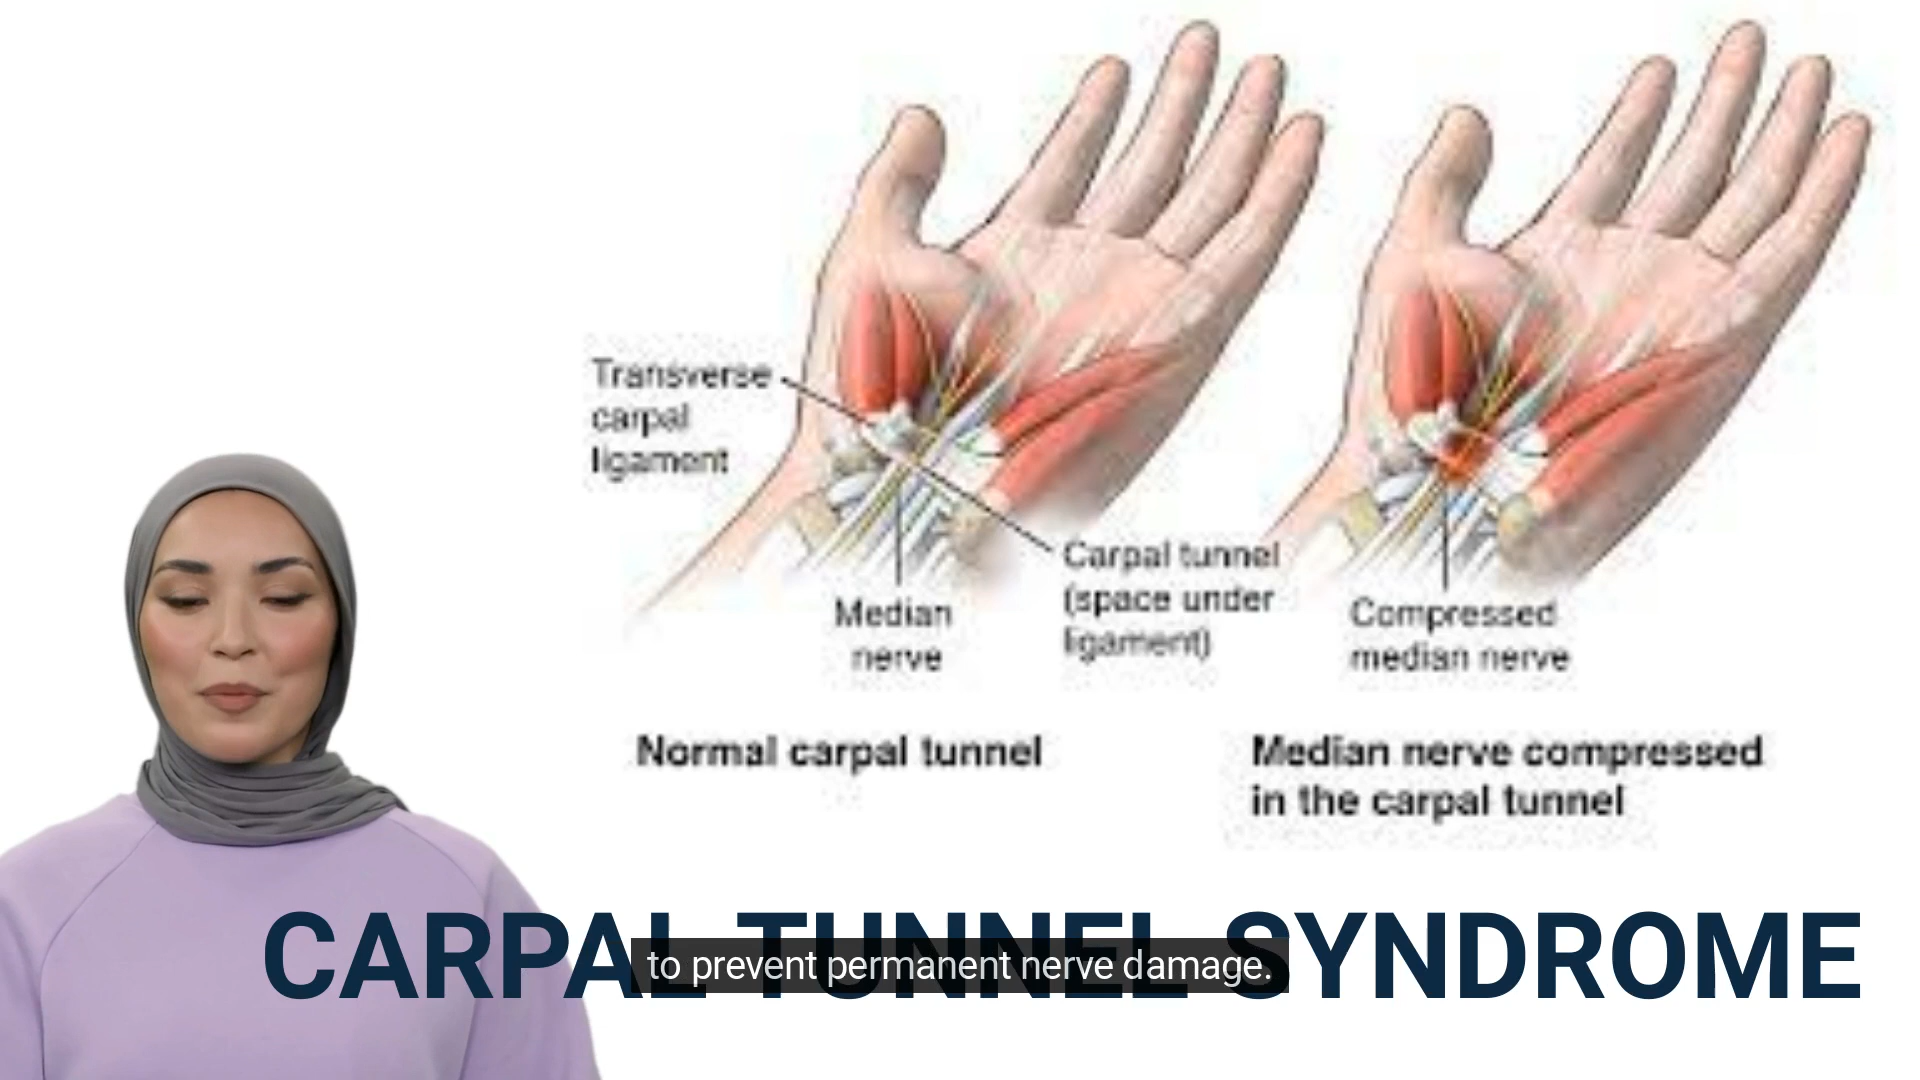 Transverse
carpal
ligament
Median
nerve
Carpal tunnel
(space under
ligament)
Compressed
median nerve
Normal carpal tunnel
Median nerve compressed
in the carpal tunnel
CARPAL TUNNEL SYNDROME
to prevent permanent nerve damage.